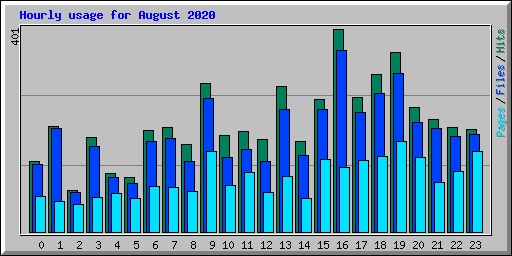 Hourly usage for August 2020
401
Pages/Files/Hits
0 1 2 3 4 5 6 7 8 9 10 11 12 13 14 15 16 17 18 19 20 21 22 23